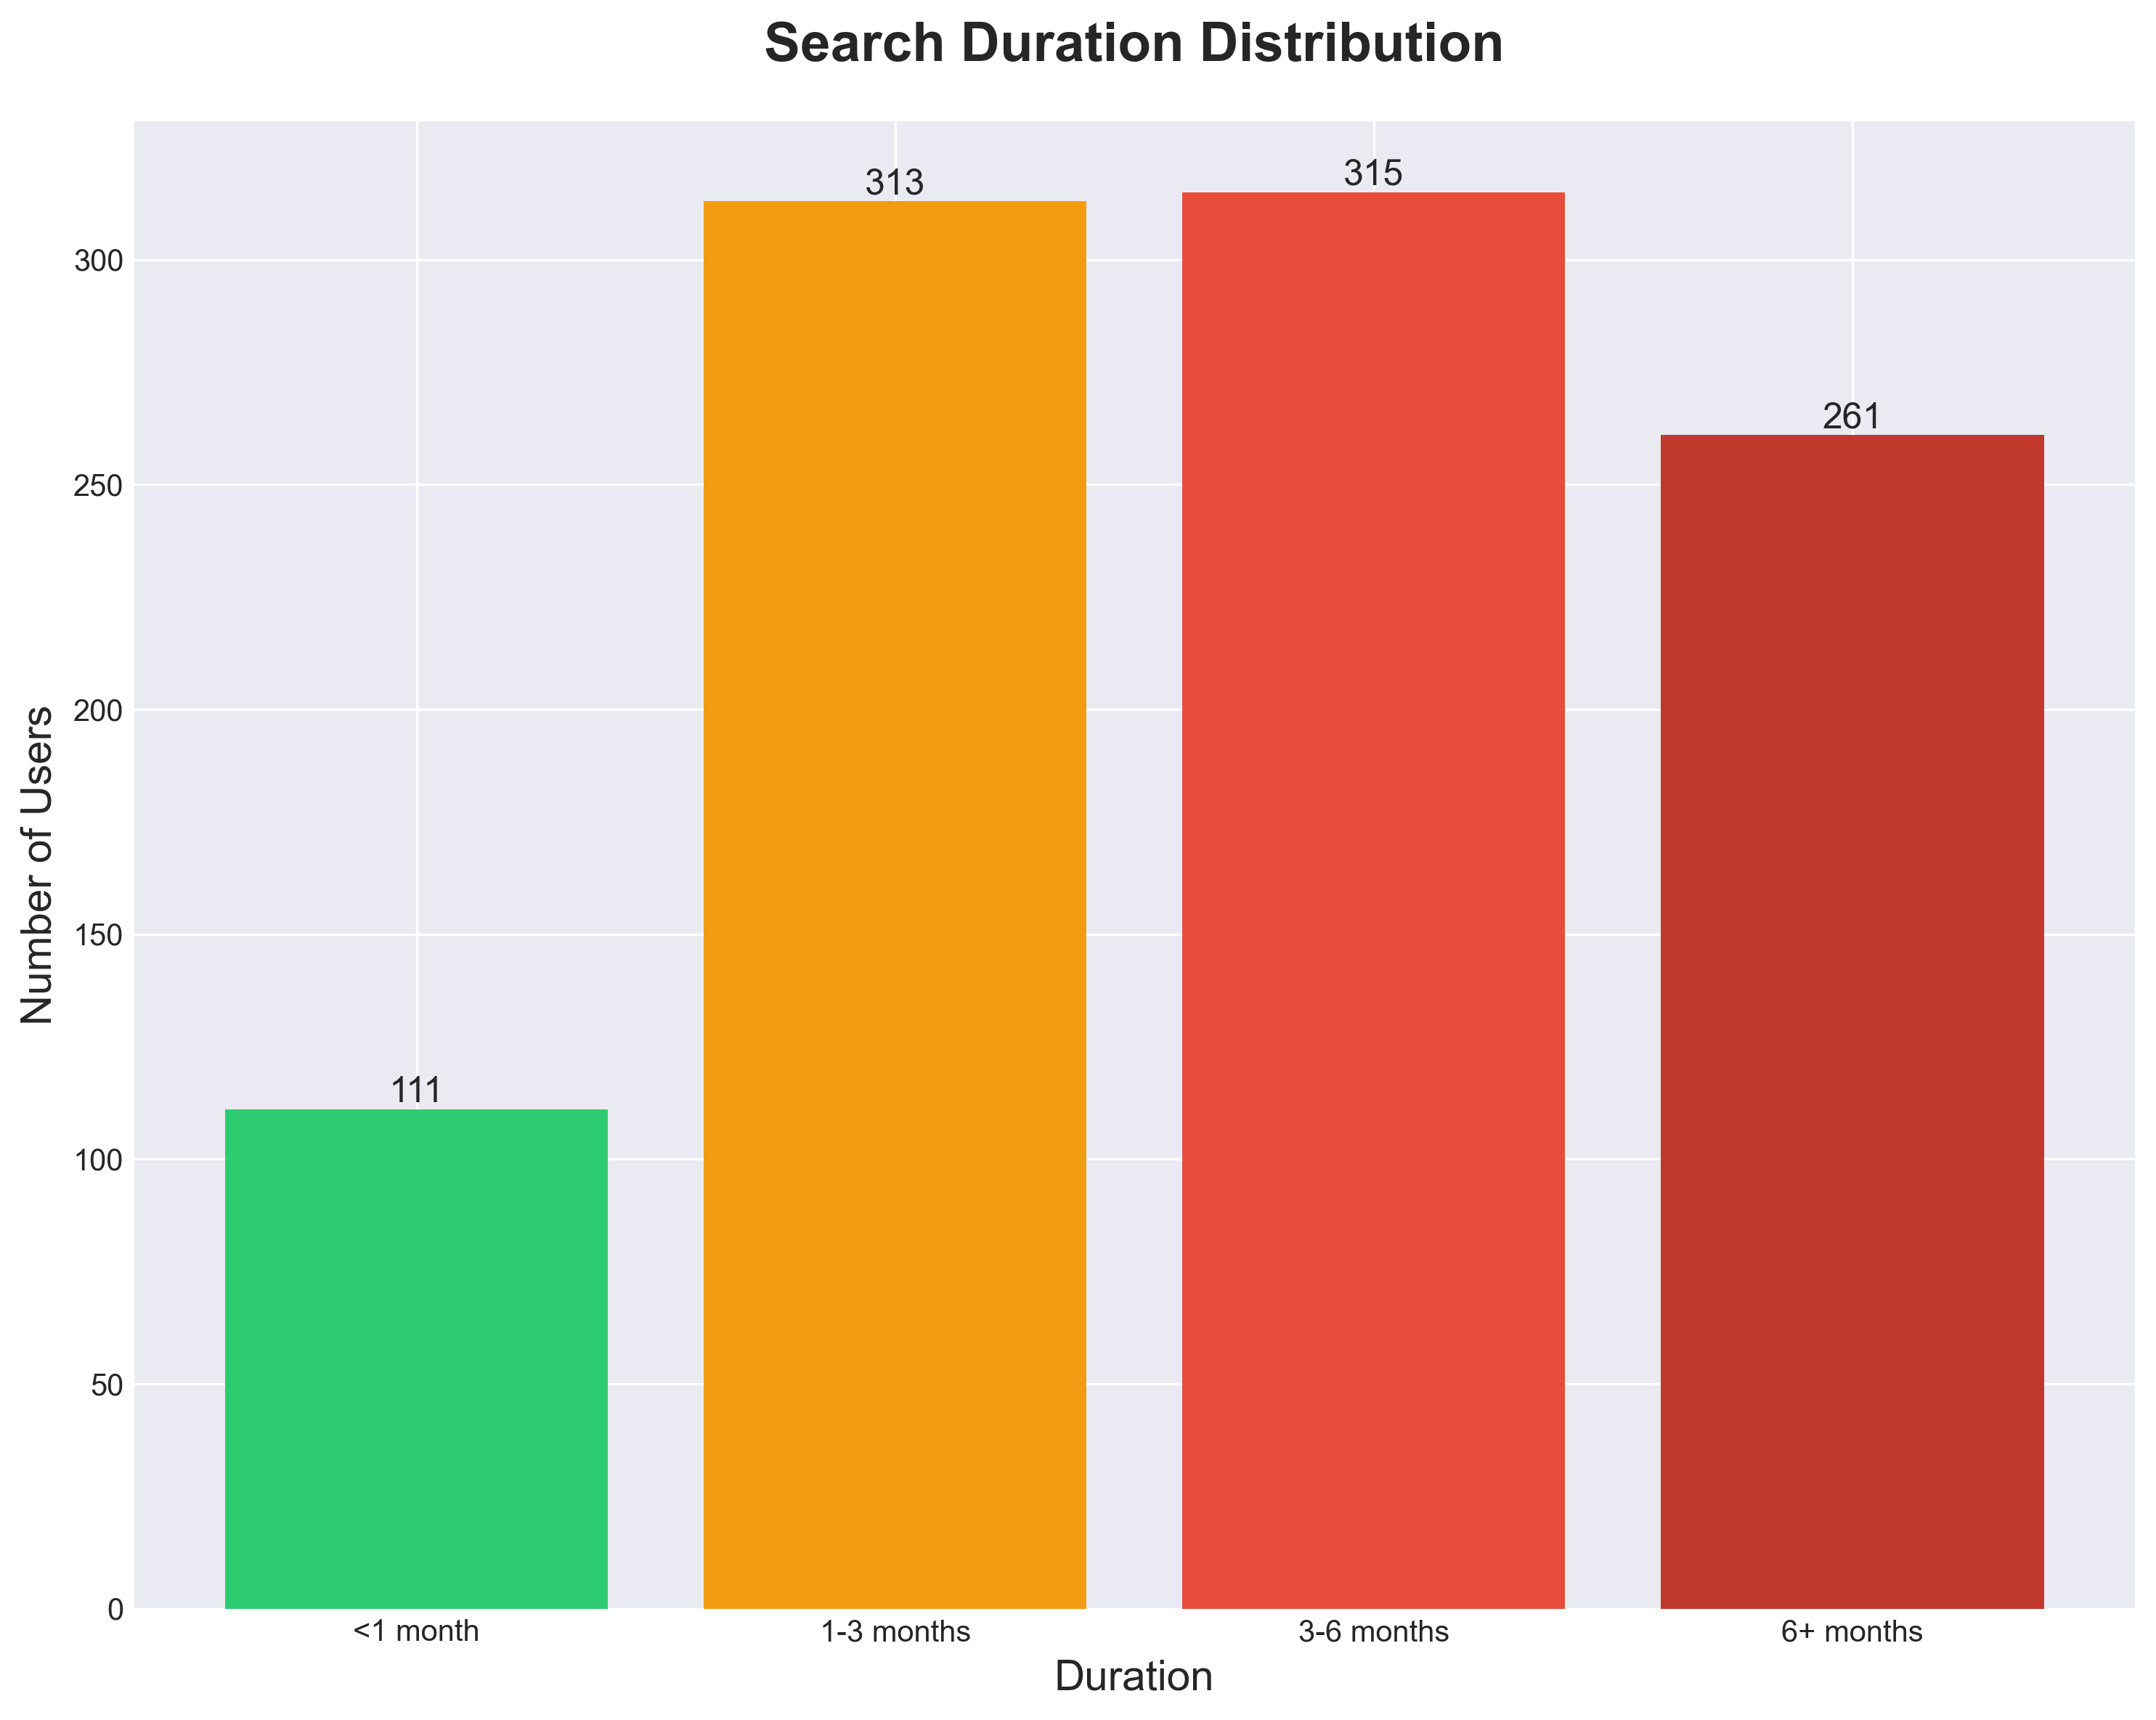 Search Duration Distribution
Number of Users
300
250
200
150
100
50
0
111
313
315
261
<1 month
1-3 months
3-6 months
6+ months
Duration